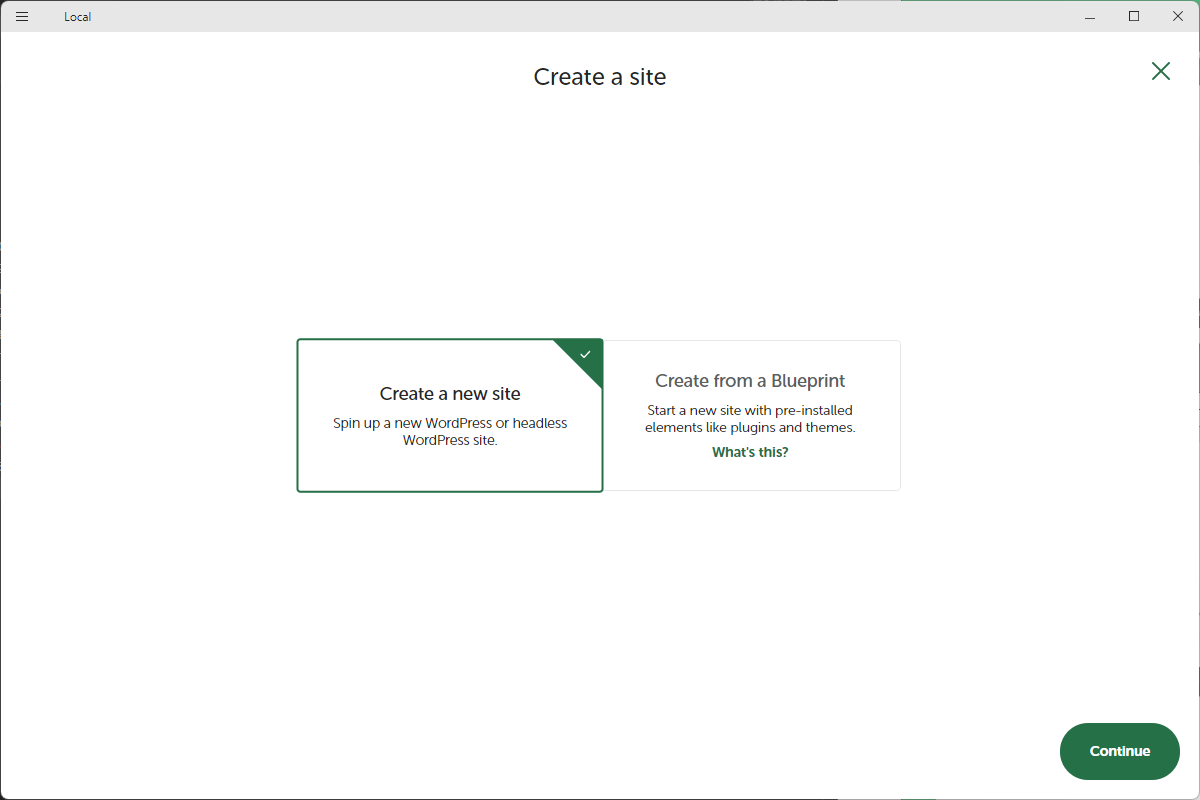 Local
Create a site
Create a new site
Spin up a new WordPress or headless
WordPress site.
Create from a Blueprint
Start a new site with pre-installed
elements like plugins and themes.
What's this?
Continue